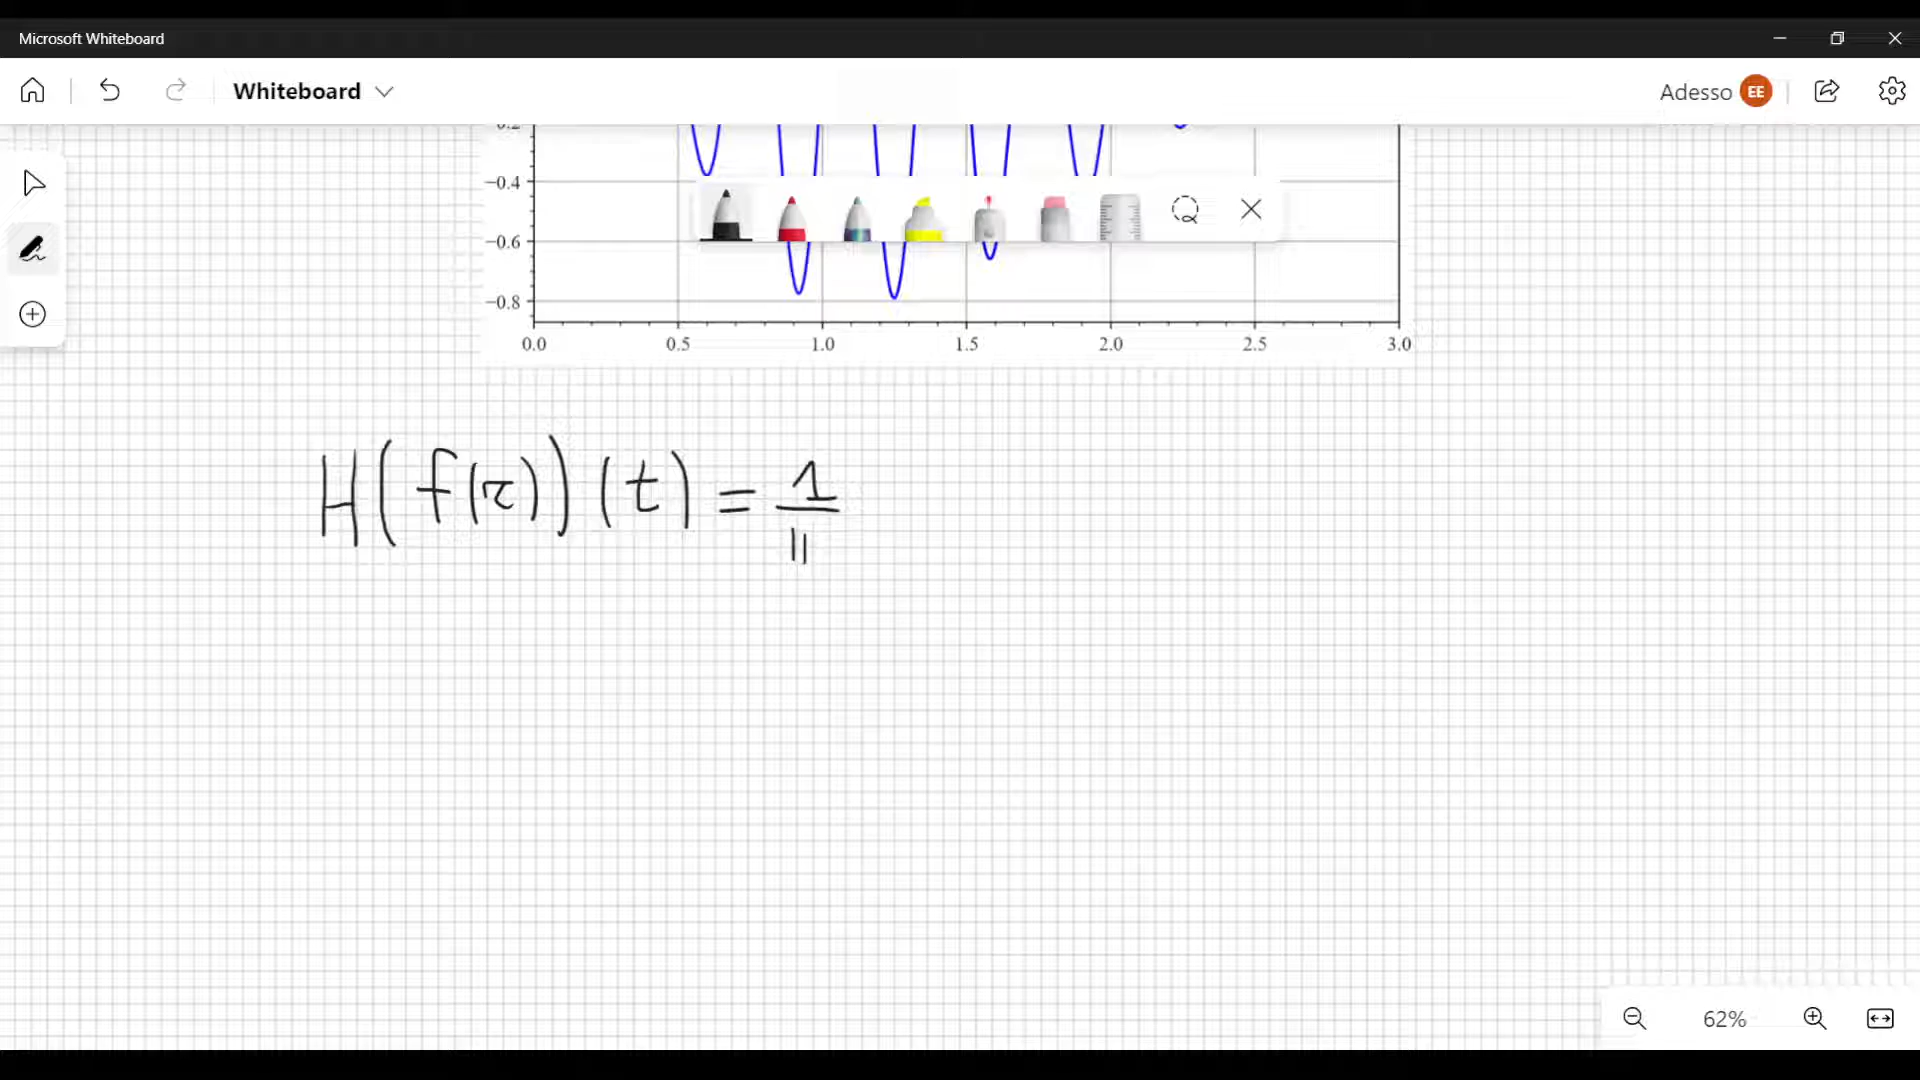 Microsoft Whiteboard
Whiteboard
Adesso EE
−0.4
−0.6
−0.8
0.0 0.5 1.0 1.5 2.0 2.5 3.0
H(f(τ))(t) = 1/11
62%